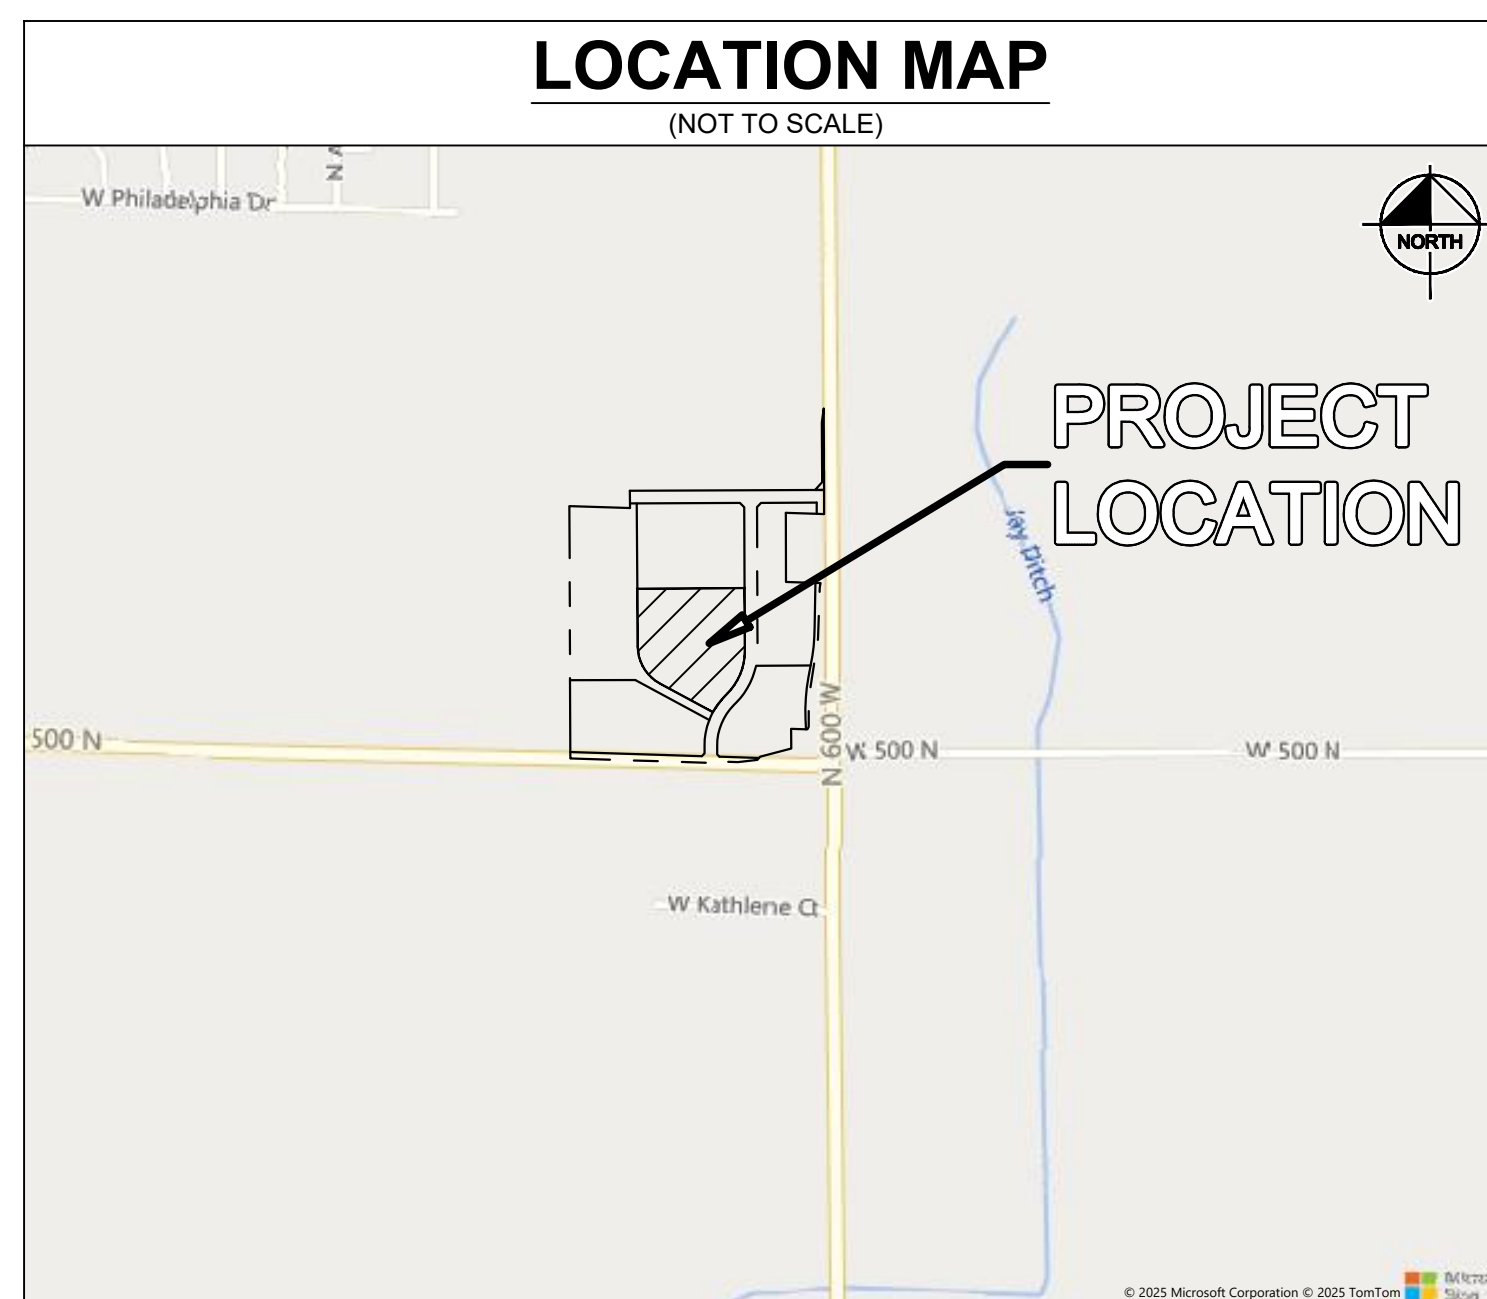 LOCATION MAP
(NOT TO SCALE)
N
W Philadelphia Dr
NORTH
PROJECT
LOCATION
Jay Ditch
500 N
N 600 W
W 500 N
W 500 N
W Kathlene Ct
© 2025 Microsoft Corporation © 2025 TomTom